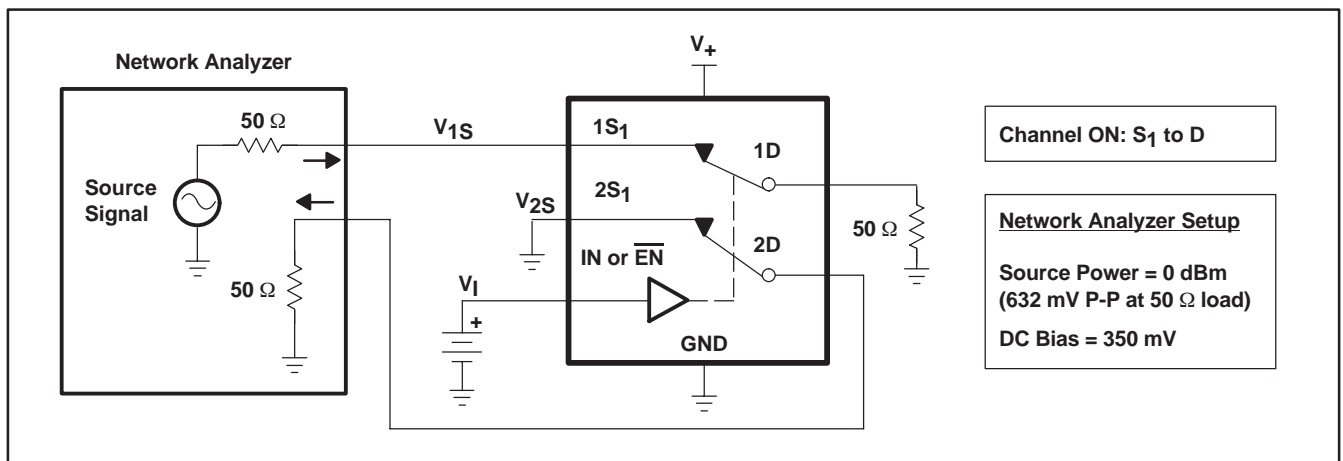 Network Analyzer
50 Ω
Source
Signal
50 Ω
V1S
V2S
VI
+
V+
1S1
1D
2S1
2D
IN or E̅N̅
GND
50 Ω
Channel ON: S1 to D
Network Analyzer Setup
Source Power = 0 dBm
(632 mV P-P at 50 Ω load)
DC Bias = 350 mV